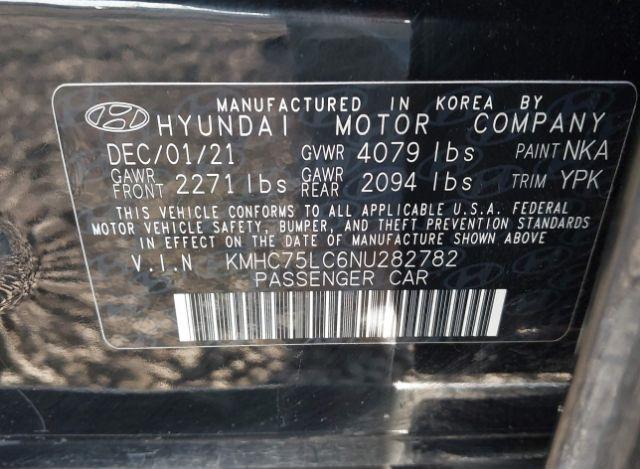 MANUFACTURED IN KOREA BY
HYUNDAI MOTOR COMPANY
DEC/01/21 GVWR 4079 lbs PAINT NKA
GAWR FRONT 2271 lbs GAWR REAR 2094 lbs TRIM YPK
THIS VEHICLE CONFORMS TO ALL APPLICABLE U.S.A. FEDERAL
MOTOR VEHICLE SAFETY, BUMPER, AND THEFT PREVENTION STANDARDS
IN EFFECT ON THE DATE OF MANUFACTURE SHOWN ABOVE
V.I.N KMHC75LC6NU282782
PASSENGER CAR